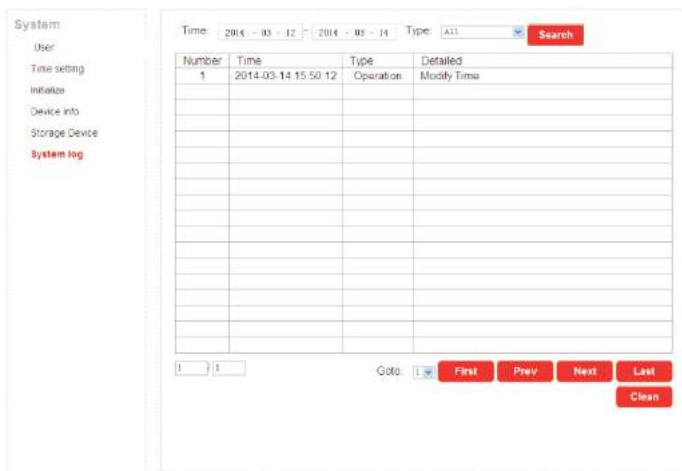 System
User
Time setting
Initialize
Device info
Storage Device
System log
Time: 2014 - 03 - 12 - 2014 - 03 - 14 Type: All Search
Number Time Type Detailed
1 2014-03-14 15:50:12 Operation Modify Time
1 / 1 Goto: 1 First Prev Next Last
Clean